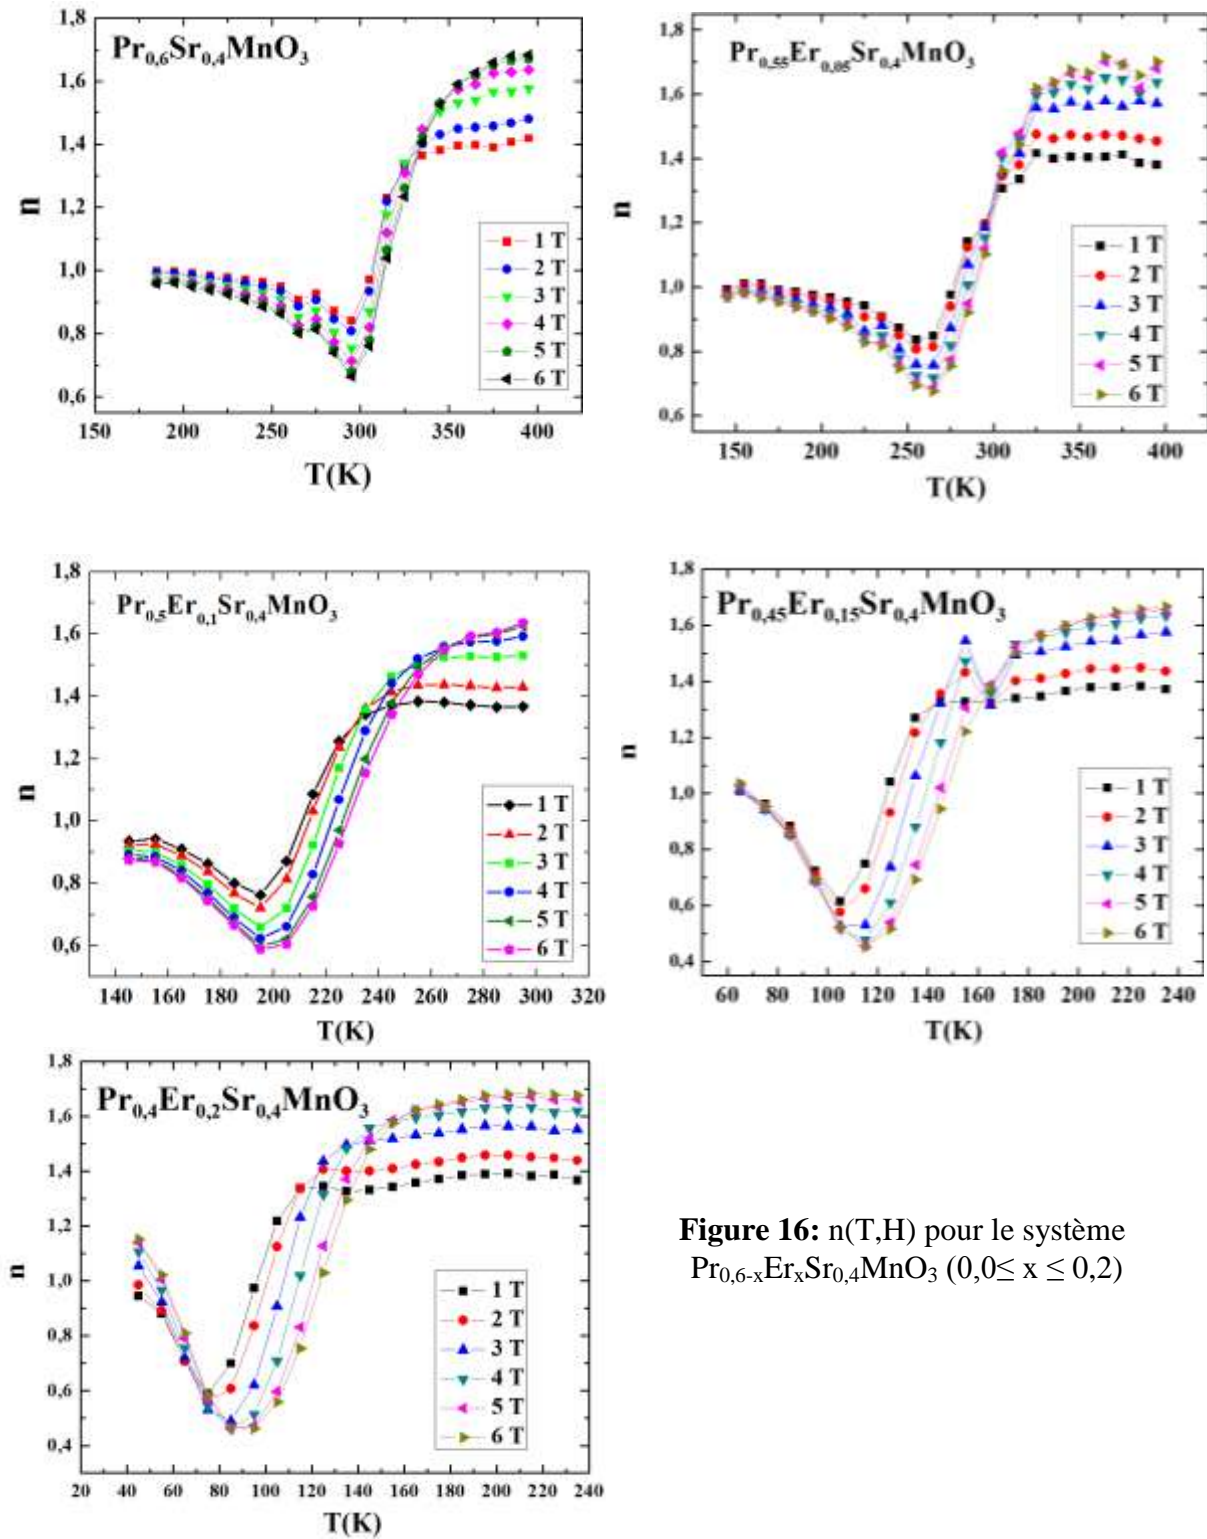 Pr0,6Sr0,4MnO3
n
1,8
1,6
1,4
1,2
1,0
0,8
0,6
1 T
2 T
3 T
4 T
5 T
6 T
150 200 250 300 350 400
T(K)
Pr0,55Er0,05Sr0,4MnO3
n
1,8
1,6
1,4
1,2
1,0
0,8
0,6
1 T
2 T
3 T
4 T
5 T
6 T
150 200 250 300 350 400
T(K)
Pr0,5Er0,1Sr0,4MnO3
n
1,8
1,6
1,4
1,2
1,0
0,8
0,6
1 T
2 T
3 T
4 T
5 T
6 T
140 160 180 200 220 240 260 280 300 320
T(K)
Pr0,45Er0,15Sr0,4MnO3
n
1,8
1,6
1,4
1,2
1,0
0,8
0,6
0,4
1 T
2 T
3 T
4 T
5 T
6 T
60 80 100 120 140 160 180 200 220 240
T(K)
Pr0,4Er0,2Sr0,4MnO3
n
1,8
1,6
1,4
1,2
1,0
0,8
0,6
0,4
1 T
2 T
3 T
4 T
5 T
6 T
20 40 60 80 100 120 140 160 180 200 220 240
T(K)
Figure 16: n(T,H) pour le système
Pr0,6-xErxSr0,4MnO3 (0,0≤ x ≤ 0,2)